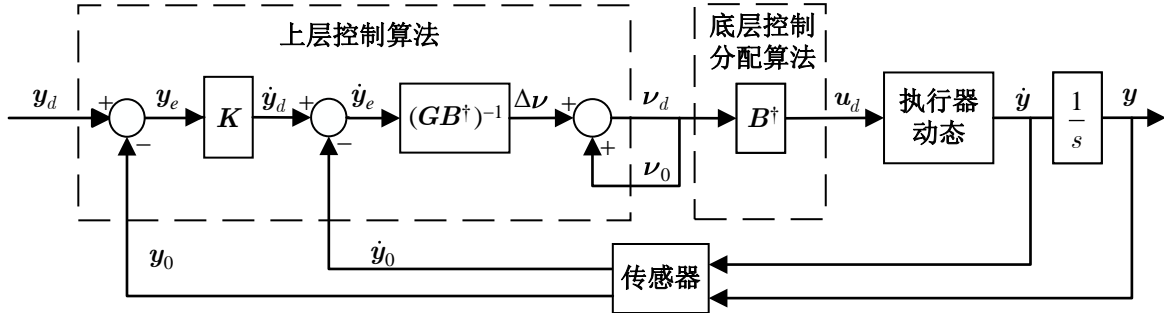 上层控制算法
底层控制
分配算法
y_d
+
−
y_e
K
ẏ_d
+
−
ẏ_e
(GB†)⁻¹
Δν
+
+
ν_d
ν_0
B†
u_d
执行器
动态
ẏ
1/s
y
y_0
ẏ_0
传感器